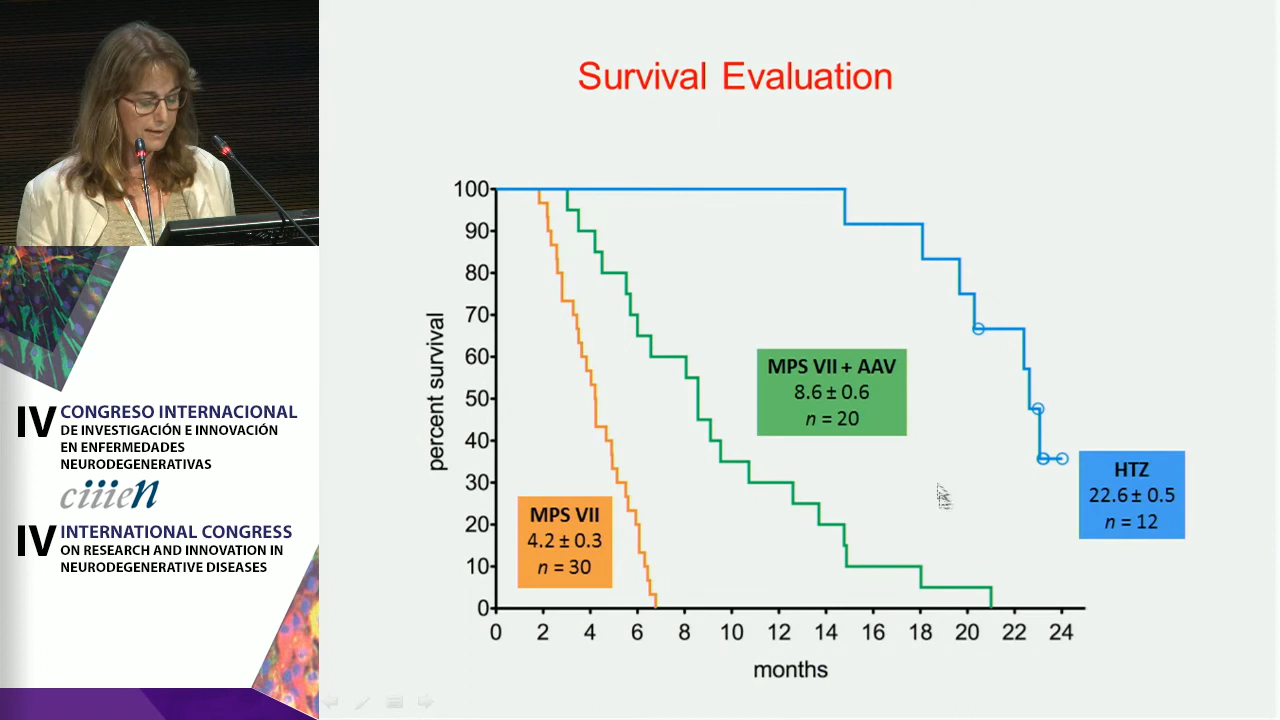 Survival Evaluation
percent survival
100
90
80
70
60
50
40
30
20
10
0
0 2 4 6 8 10 12 14 16 18 20 22 24
months
MPS VII
4.2 ± 0.3
n = 30
MPS VII + AAV
8.6 ± 0.6
n = 20
HTZ
22.6 ± 0.5
n = 12
IV CONGRESO INTERNACIONAL
DE INVESTIGACIÓN E INNOVACIÓN
EN ENFERMEDADES
NEURODEGENERATIVAS
ciiien
IV INTERNATIONAL CONGRESS
ON RESEARCH AND INNOVATION IN
NEURODEGENERATIVE DISEASES